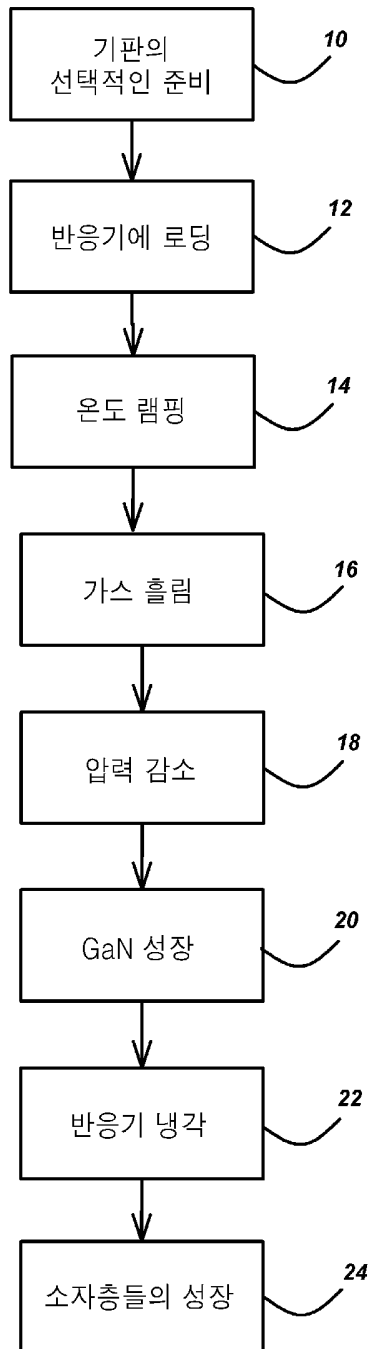 기판의
선택적인 준비
10
반응기에 로딩
12
온도 램핑
14
가스 흘림
16
압력 감소
18
GaN 성장
20
반응기 냉각
22
소자층들의 성장
24